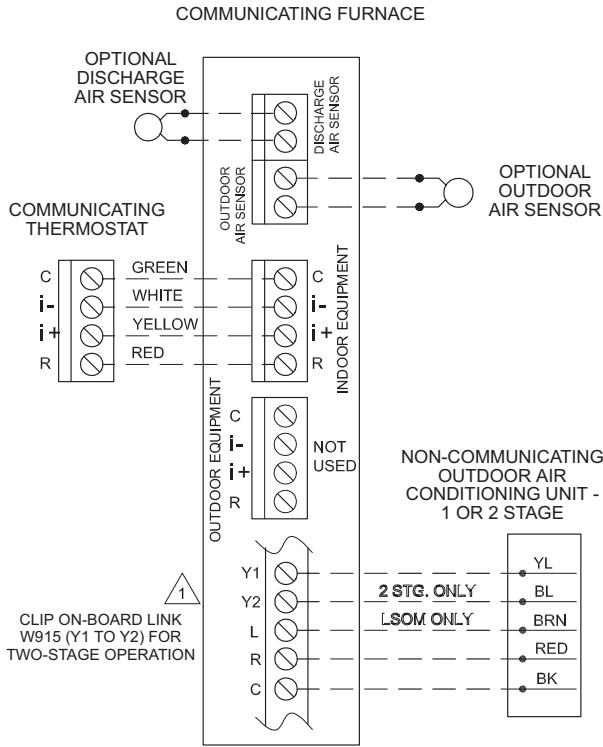 COMMUNICATING FURNACE
OPTIONAL
DISCHARGE
AIR SENSOR
DISCHARGE
AIR SENSOR
OUTDOOR
AIR SENSOR
OPTIONAL
OUTDOOR
AIR SENSOR
COMMUNICATING
THERMOSTAT
C
i-
i+
R
GREEN
WHITE
YELLOW
RED
C
i-
i+
R
INDOOR EQUIPMENT
OUTDOOR EQUIPMENT
C
i-
i+
R
NOT
USED
NON-COMMUNICATING
OUTDOOR AIR
CONDITIONING UNIT -
1 OR 2 STAGE
1
CLIP ON-BOARD LINK
W915 (Y1 TO Y2) FOR
TWO-STAGE OPERATION
Y1
Y2
L
R
C
2 STG. ONLY
LSOM ONLY
YL
BL
BRN
RED
BK